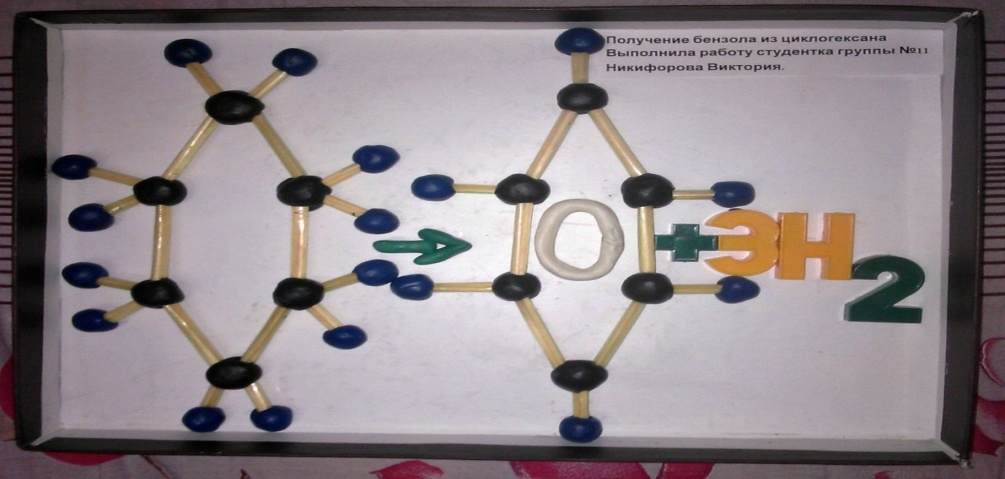 Получение бензола из циклогексана
Выполнила работу студентка группы №11
Никифорова Виктория.
+3H2